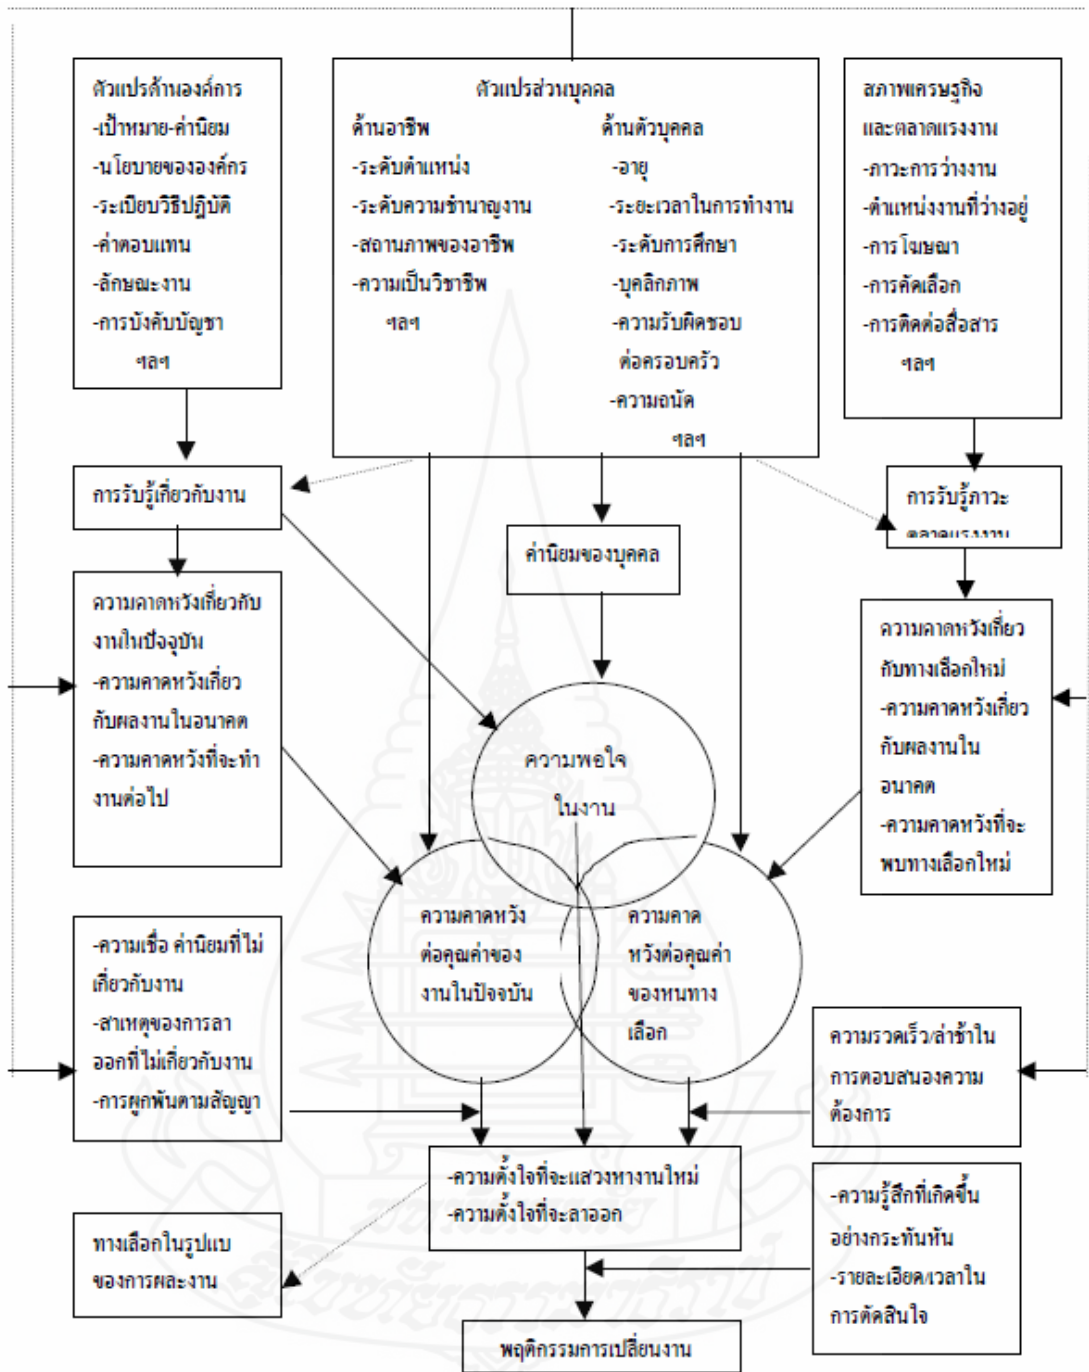 ตัวแปรด้านองค์การ
-เป้าหมาย-ค่านิยม
-นโยบายขององค์กร
-ระเบียบวิธีปฏิบัติ
-ค่าตอบแทน
-ลักษณะงาน
-การบังคับบัญชา
ฯลฯ
ตัวแปรส่วนบุคคล
ด้านอาชีพ
-ระดับตำแหน่ง
-ระดับความชำนาญงาน
-สถานภาพของอาชีพ
-ความเป็นวิชาชีพ
ฯลฯ
ด้านตัวบุคคล
-อายุ
-ระยะเวลาในการทำงาน
-ระดับการศึกษา
-บุคลิกภาพ
-ความรับผิดชอบ
ต่อครอบครัว
-ความถนัด
ฯลฯ
สภาพเศรษฐกิจ
และตลาดแรงงาน
-ภาวะการว่างงาน
-ตำแหน่งงานที่ว่างอยู่
-การโฆษณา
-การคัดเลือก
-การติดต่อสื่อสาร
ฯลฯ
การรับรู้เกี่ยวกับงาน
ค่านิยมของบุคคล
การรับรู้ภาวะ
ตลาดแรงงาน
ความคาดหวังเกี่ยวกับ
งานในปัจจุบัน
-ความคาดหวังเกี่ยว
กับผลงานในอนาคต
-ความคาดหวังที่จะทำ
งานต่อไป
ความคาดหวังเกี่ยว
กับทางเลือกใหม่
-ความคาดหวังเกี่ยว
กับผลงานใน
อนาคต
-ความคาดหวังที่จะ
พบทางเลือกใหม่
ความพอใจ
ในงาน
ความคาดหวัง
ต่อคุณค่าของ
งานในปัจจบัน
ความคาด
หวังต่อคุณค่า
ของหนทาง
เลือก
-ความเชื่อ ค่านิยมที่ไม่
เกี่ยวกับงาน
-สาเหตุของการลา
ออกที่ไม่เกี่ยวกับงาน
-การผูกพันตามสัญญา
ความรวดเร็ว/ล่าช้าใน
การตอบสนองความ
ต้องการ
-ความตั้งใจที่จะแสวงหางานใหม่
-ความตั้งใจที่จะลาออก
-ความรู้สึกที่เกิดขึ้น
อย่างกระทันหัน
-รายละเอียด/เวลาใน
การตัดสินใจ
ทางเลือกในรูปแบ
ของการผละงาน
พฤติกรรมการเปลี่ยนงาน